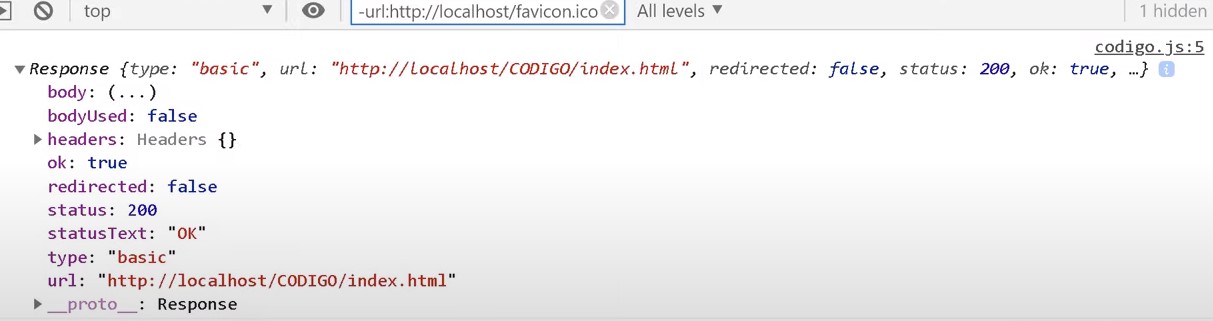 top -url:http://localhost/favicon.ico All levels 1 hidden
codigo.js:5
Response {type: "basic", url: "http://localhost/CODIGO/index.html", redirected: false, status: 200, ok: true, …}
body: (...)
bodyUsed: false
headers: Headers {}
ok: true
redirected: false
status: 200
statusText: "OK"
type: "basic"
url: "http://localhost/CODIGO/index.html"
__proto__: Response